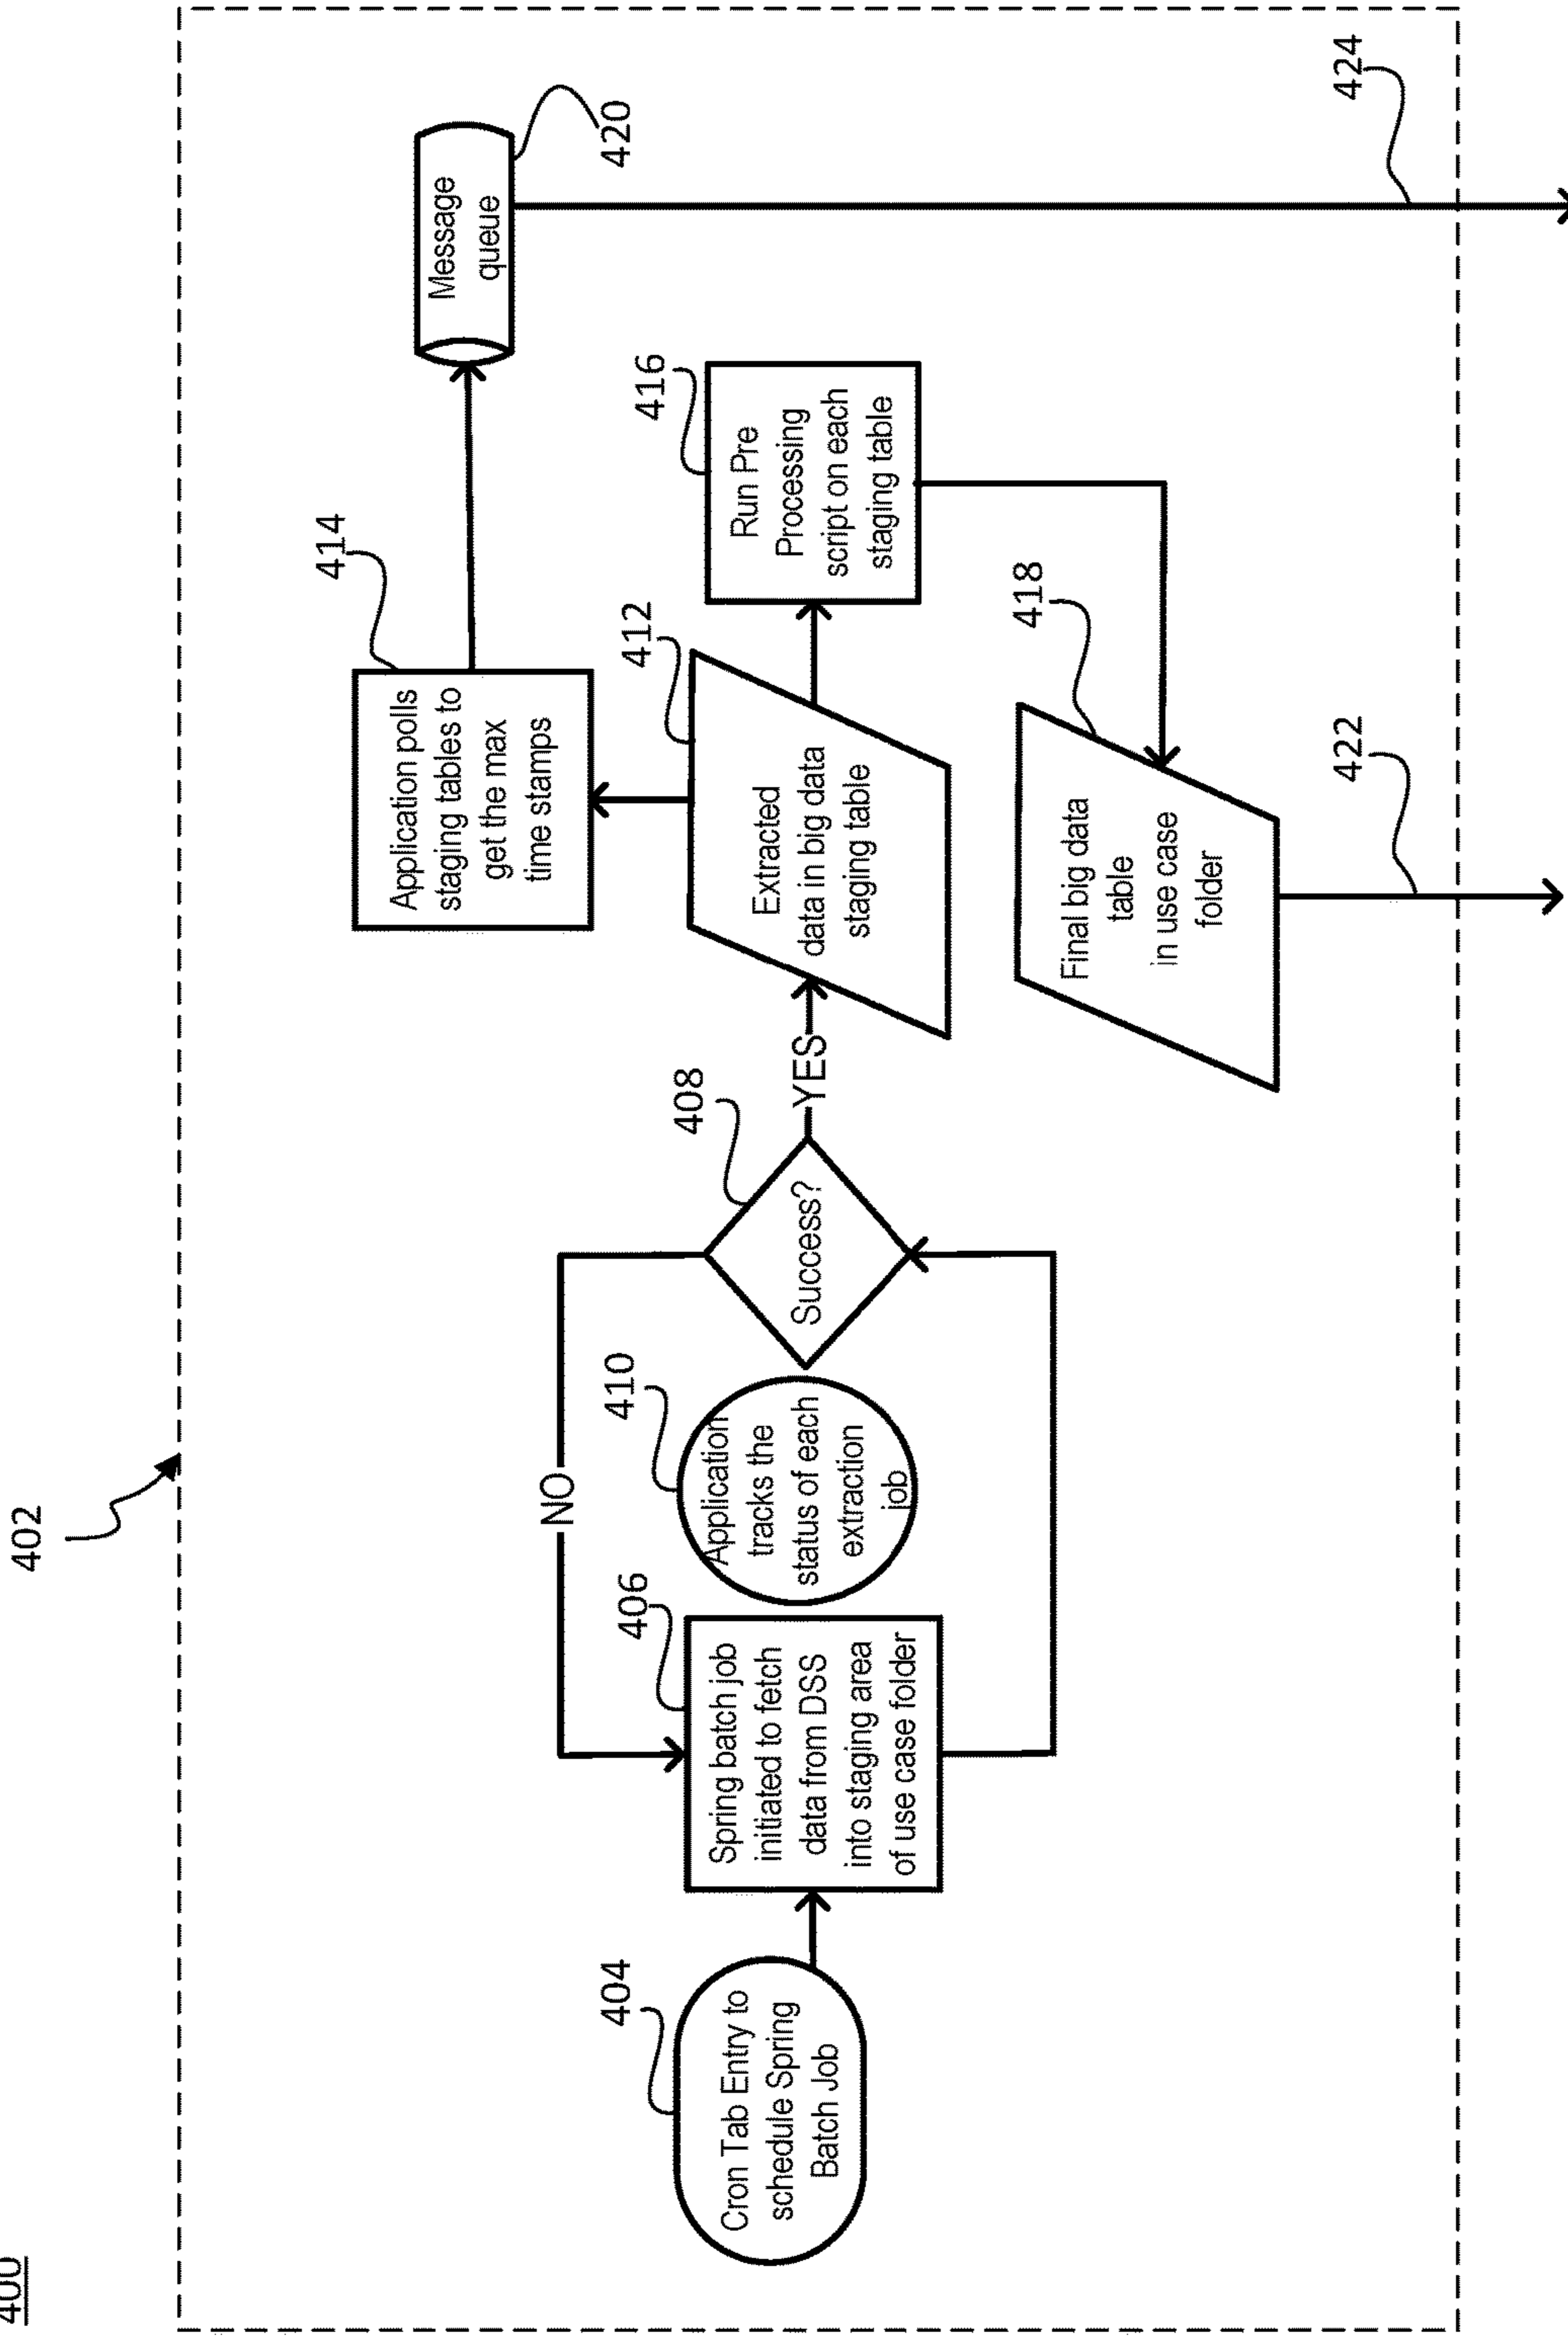 400
402
404
Cron Tab Entry to
schedule Spring
Batch Job
406
Spring batch job
initiated to fetch
data from DSS
into staging area
of use case folder
NO
410
Application
tracks the
status of each
extraction
job
408
Success?
YES
412
Extracted
data in big data
staging table
414
Application polls
staging tables to
get the max
time stamps
Message
queue
420
416
Run Pre
Processing
script on each
staging table
418
Final big data
table
in use case
folder
422
424